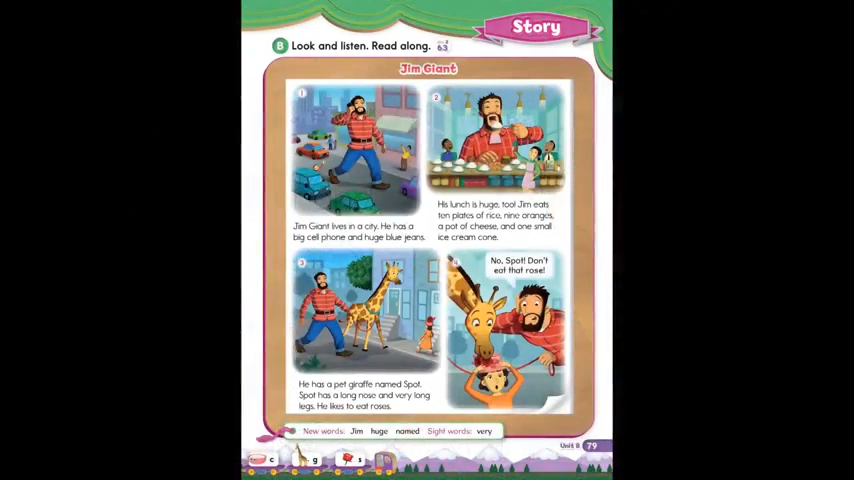 Story
B Look and listen. Read along.
63
Jim Giant
1
2
Jim Giant lives in a city. He has a
big cell phone and huge blue jeans.
His lunch is huge, too! Jim eats
ten plates of rice, nine oranges,
a pot of cheese, and one small
ice cream cone.
3
He has a pet giraffe named Spot.
Spot has a long nose and very long
legs. He likes to eat roses.
No, Spot! Don't
eat that rose!
New words: Jim huge named Sight words: very
Unit 8 79
c g s